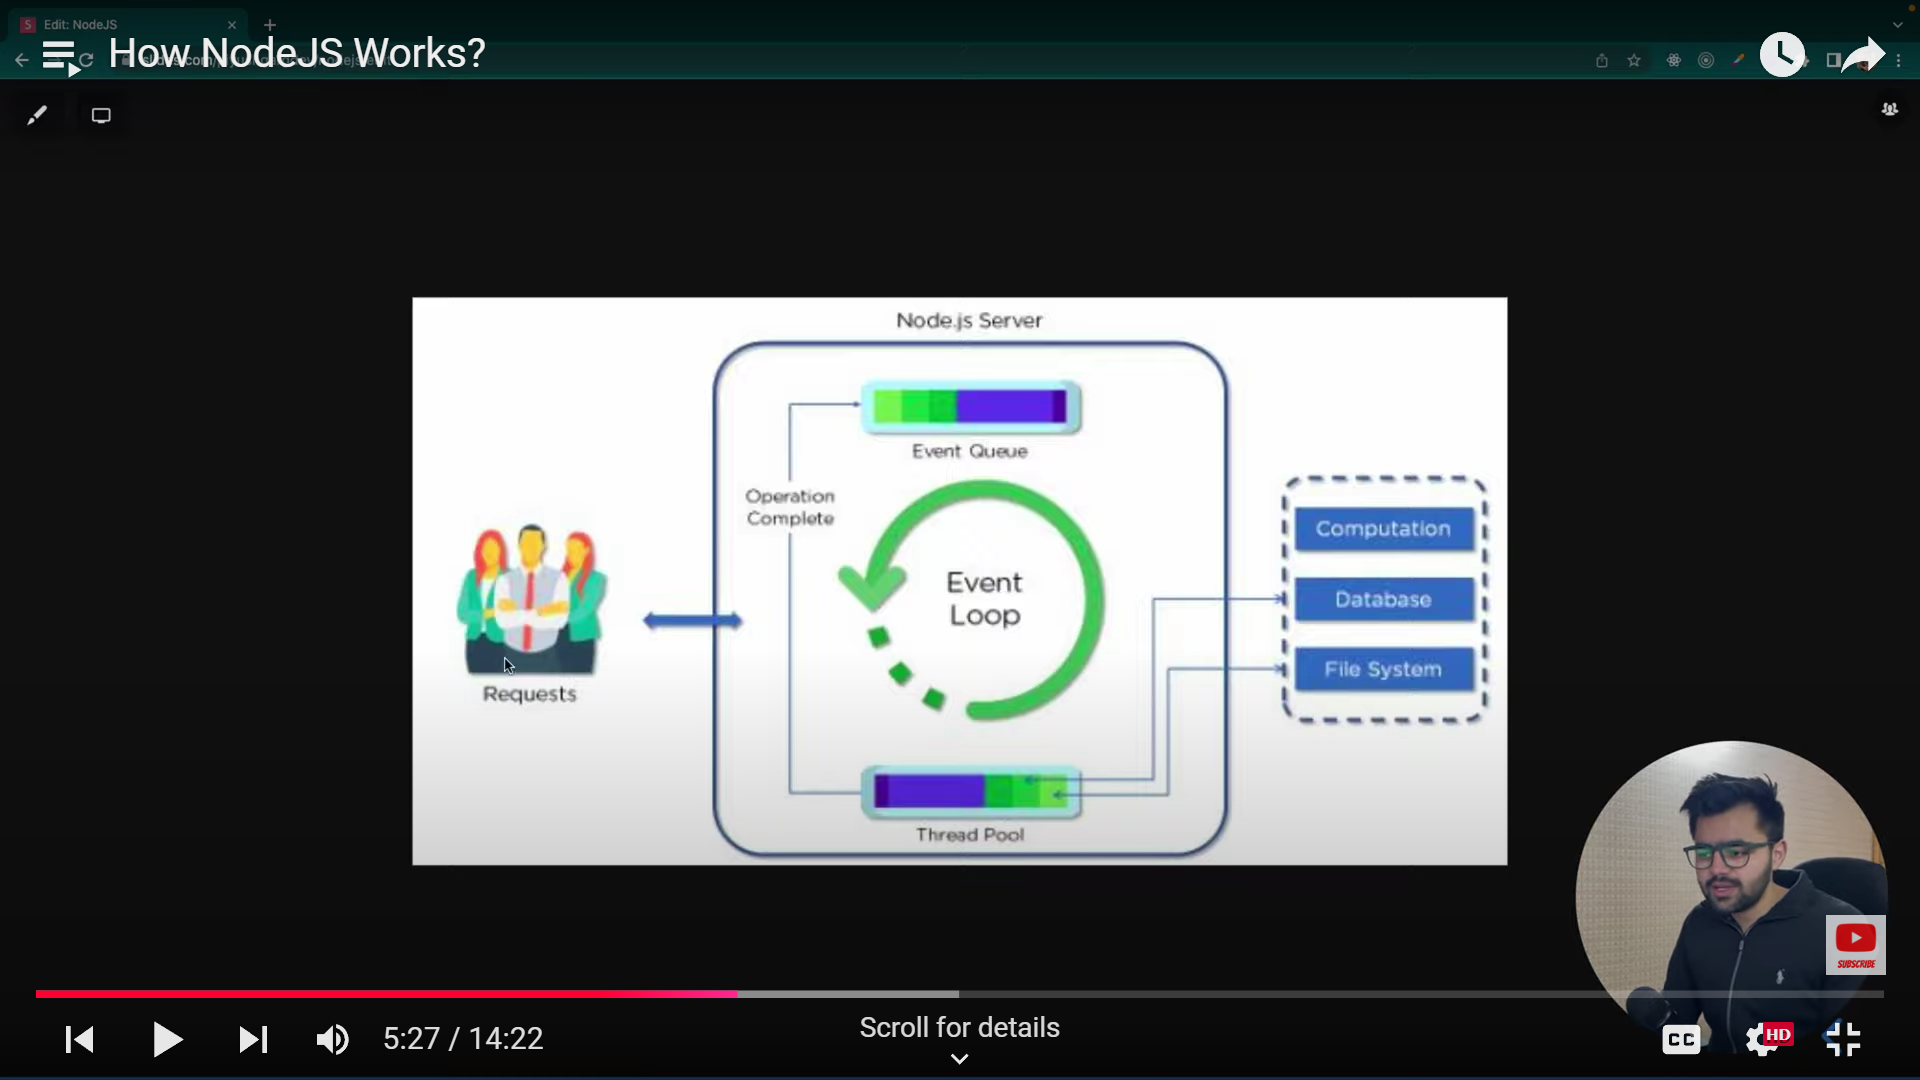 Edit: NodeJS
How NodeJS Works?
Node.js Server
Event Queue
Operation
Complete
Event
Loop
Computation
Database
File System
Requests
Thread Pool
SUBSCRIBE
5:27 / 14:22
Scroll for details
CC
HD